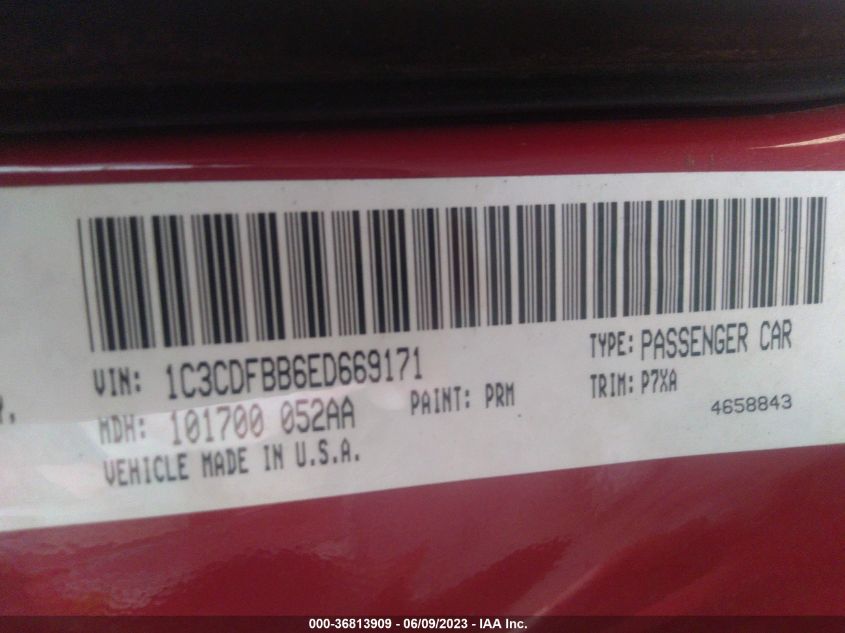 VIN: 1C3CDFBB6ED669171
TYPE: PASSENGER CAR
MDH: 101700 052AA
PAINT: PRM
TRIM: P7XA
4658843
VEHICLE MADE IN U.S.A.
000-36813909 - 06/09/2023 - IAA Inc.